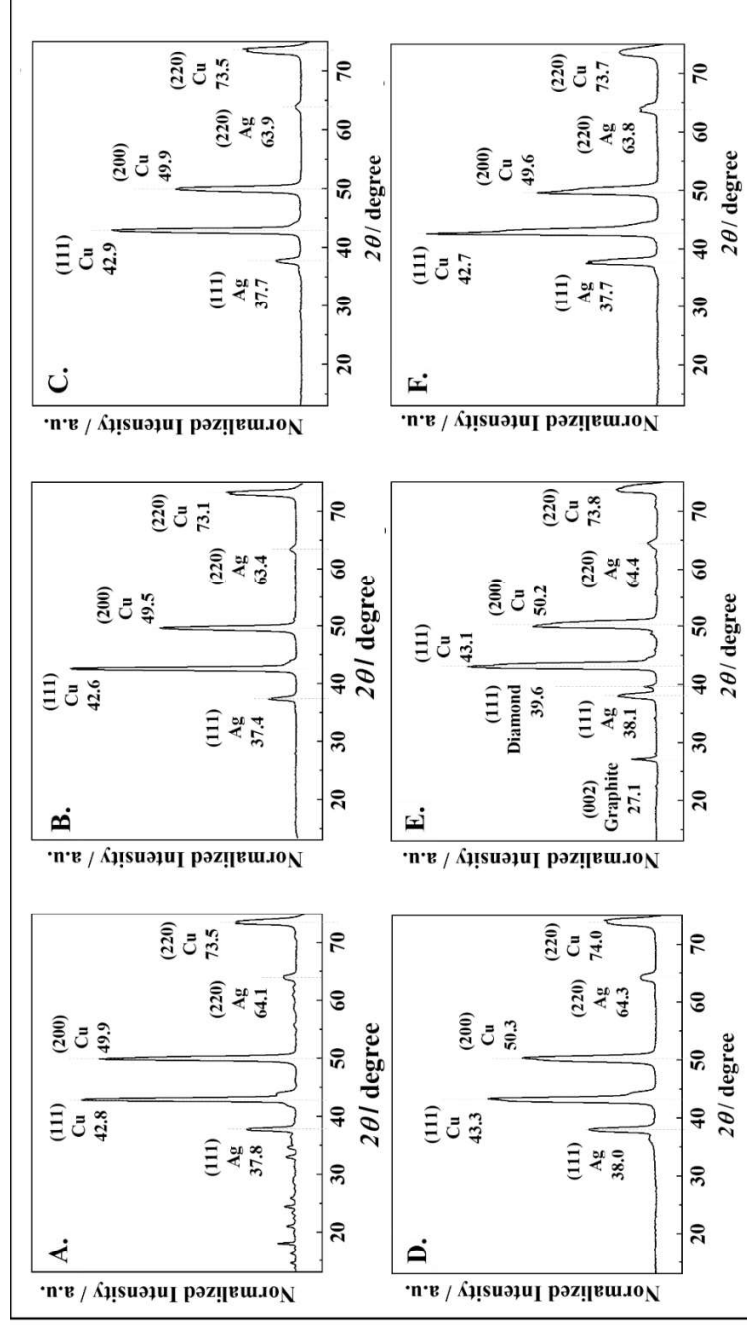 A.
(111)
Ag
37.8
(111)
Cu
42.8
(200)
Cu
49.9
(220)
Ag
64.1
(220)
Cu
73.5
20
30
40
50
60
70
2θ / degree
Normalized Intensity / a.u.
B.
(111)
Ag
37.4
(111)
Cu
42.6
(200)
Cu
49.5
(220)
Ag
63.4
(220)
Cu
73.1
20
30
40
50
60
70
2θ / degree
Normalized Intensity / a.u.
C.
(111)
Ag
37.7
(111)
Cu
42.9
(200)
Cu
49.9
(220)
Ag
63.9
(220)
Cu
73.5
20
30
40
50
60
70
2θ / degree
Normalized Intensity / a.u.
D.
(111)
Ag
38.0
(111)
Cu
43.3
(200)
Cu
50.3
(220)
Ag
64.3
(220)
Cu
74.0
20
30
40
50
60
70
2θ / degree
Normalized Intensity / a.u.
E.
(002)
Graphite
27.1
(111)
Ag
38.1
(111)
Diamond
39.6
(111)
Cu
43.1
(200)
Cu
50.2
(220)
Ag
64.4
(220)
Cu
73.8
20
30
40
50
60
70
2θ / degree
Normalized Intensity / a.u.
F.
(111)
Ag
37.7
(111)
Cu
42.7
(200)
Cu
49.6
(220)
Ag
63.8
(220)
Cu
73.7
20
30
40
50
60
70
2θ / degree
Normalized Intensity / a.u.